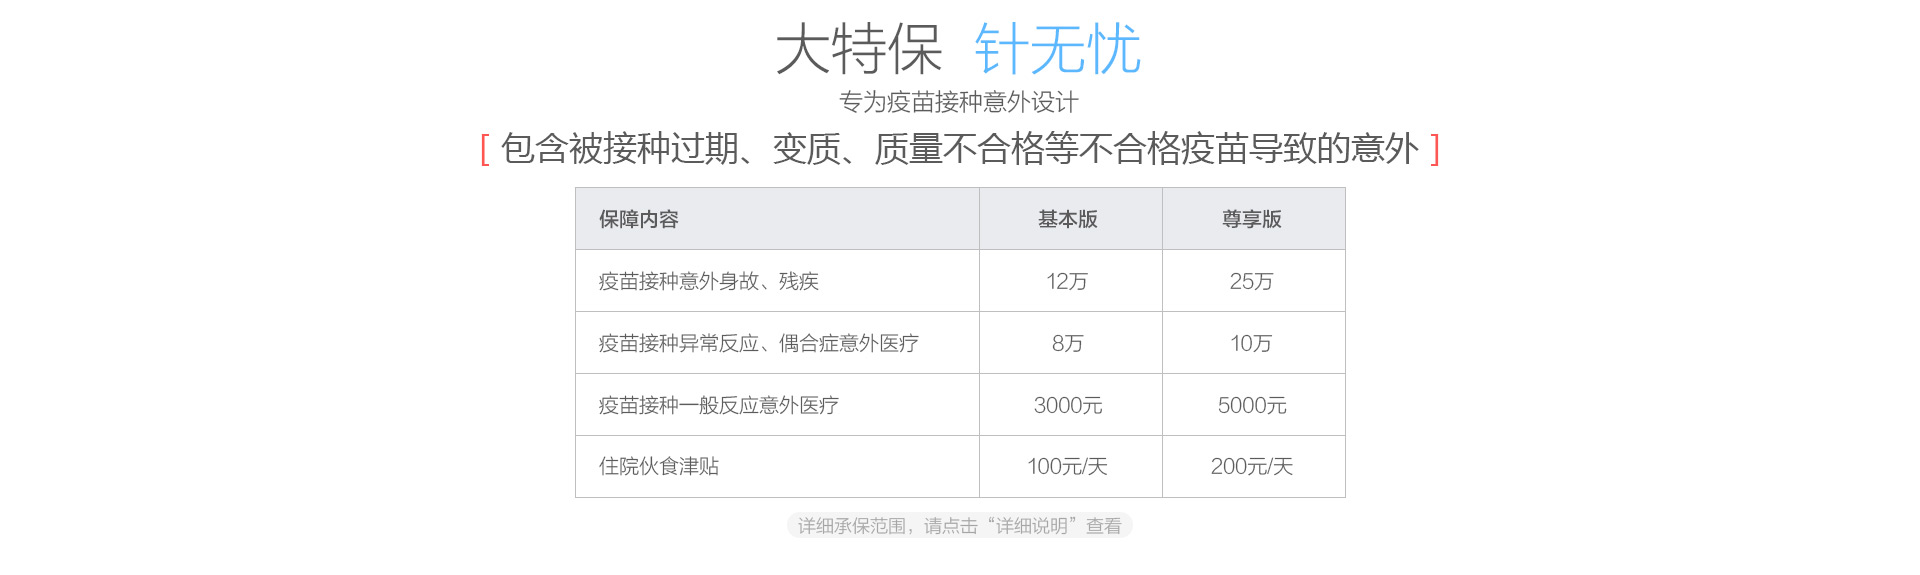 大特保 针无忧
专为疫苗接种意外设计
[ 包含被接种过期、变质、质量不合格等不合格疫苗导致的意外 ]
保障内容 基本版 尊享版
疫苗接种意外身故、残疾 12万 25万
疫苗接种异常反应、偶合症意外医疗 8万 10万
疫苗接种一般反应意外医疗 3000元 5000元
住院伙食津贴 100元/天 200元/天
详细承保范围，请点击“详细说明”查看